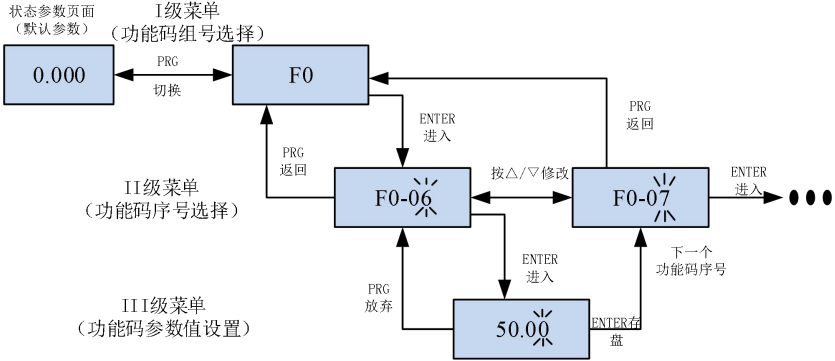 状态参数页面
（默认参数）
I级菜单
（功能码组号选择）
0.000
PRG
切换
F0
ENTER
进入
PRG
返回
PRG
返回
II级菜单
（功能码序号选择）
F0-06
按△/▽修改
F0-07
ENTER
进入
下一个
功能码序号
ENTER
进入
PRG
放弃
III级菜单
（功能码参数值设置）
50.00
ENTER存
盘